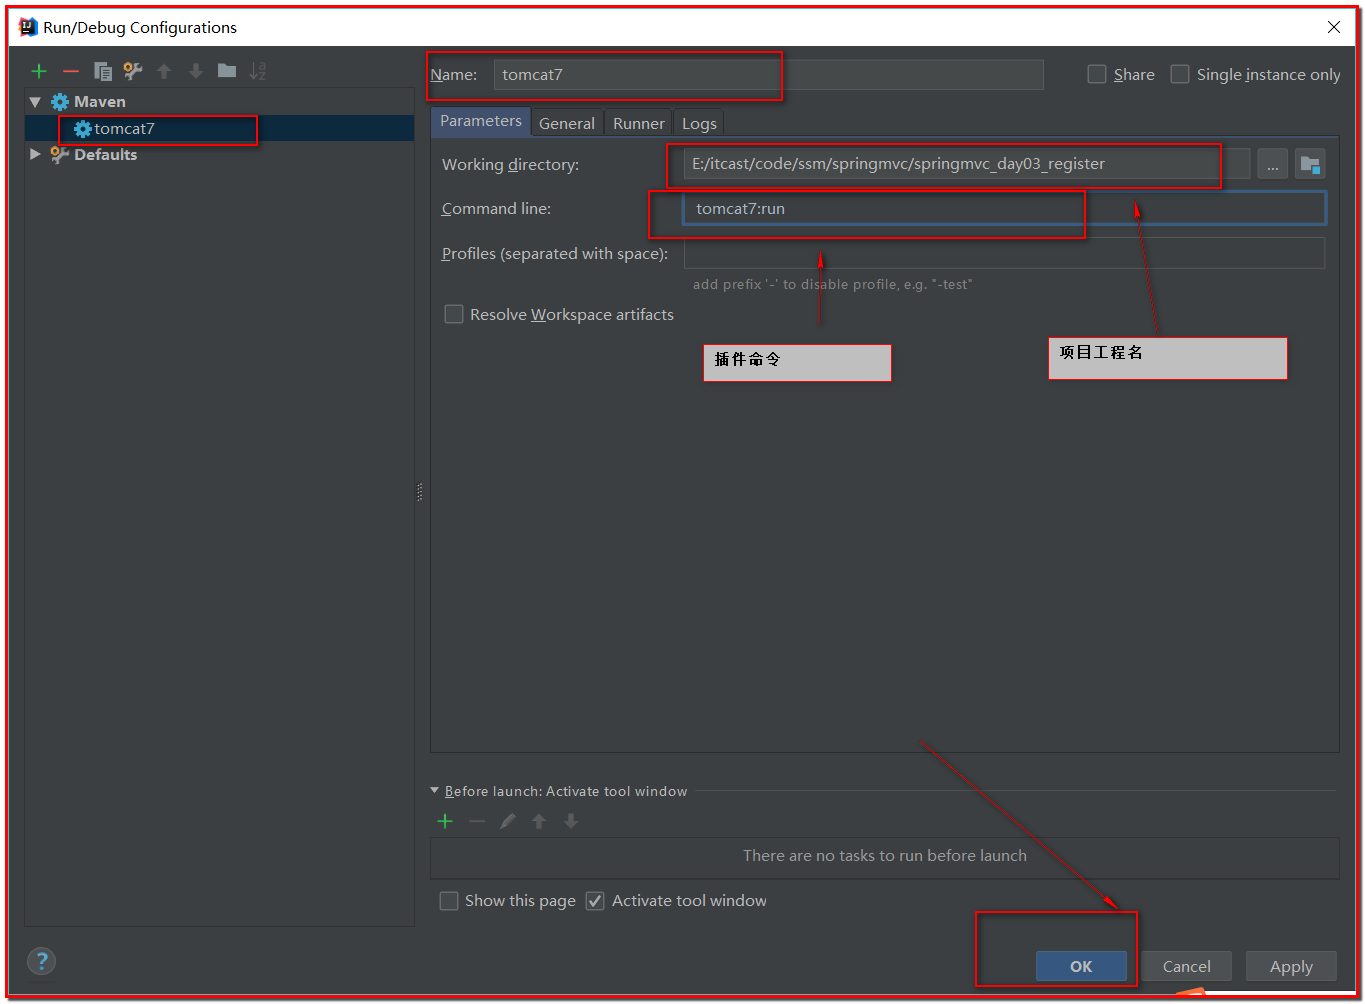 Run/Debug Configurations
Maven
tomcat7
Defaults
Name: tomcat7
Share
Single instance only
Parameters General Runner Logs
Working directory: E:/itcast/code/ssm/springmvc/springmvc_day03_register ...
Command line: tomcat7:run
Profiles (separated with space):
add prefix '-' to disable profile, e.g. "-test"
Resolve Workspace artifacts
插件命令
项目工程名
Before launch: Activate tool window
There are no tasks to run before launch
Show this page Activate tool window
? OK Cancel Apply